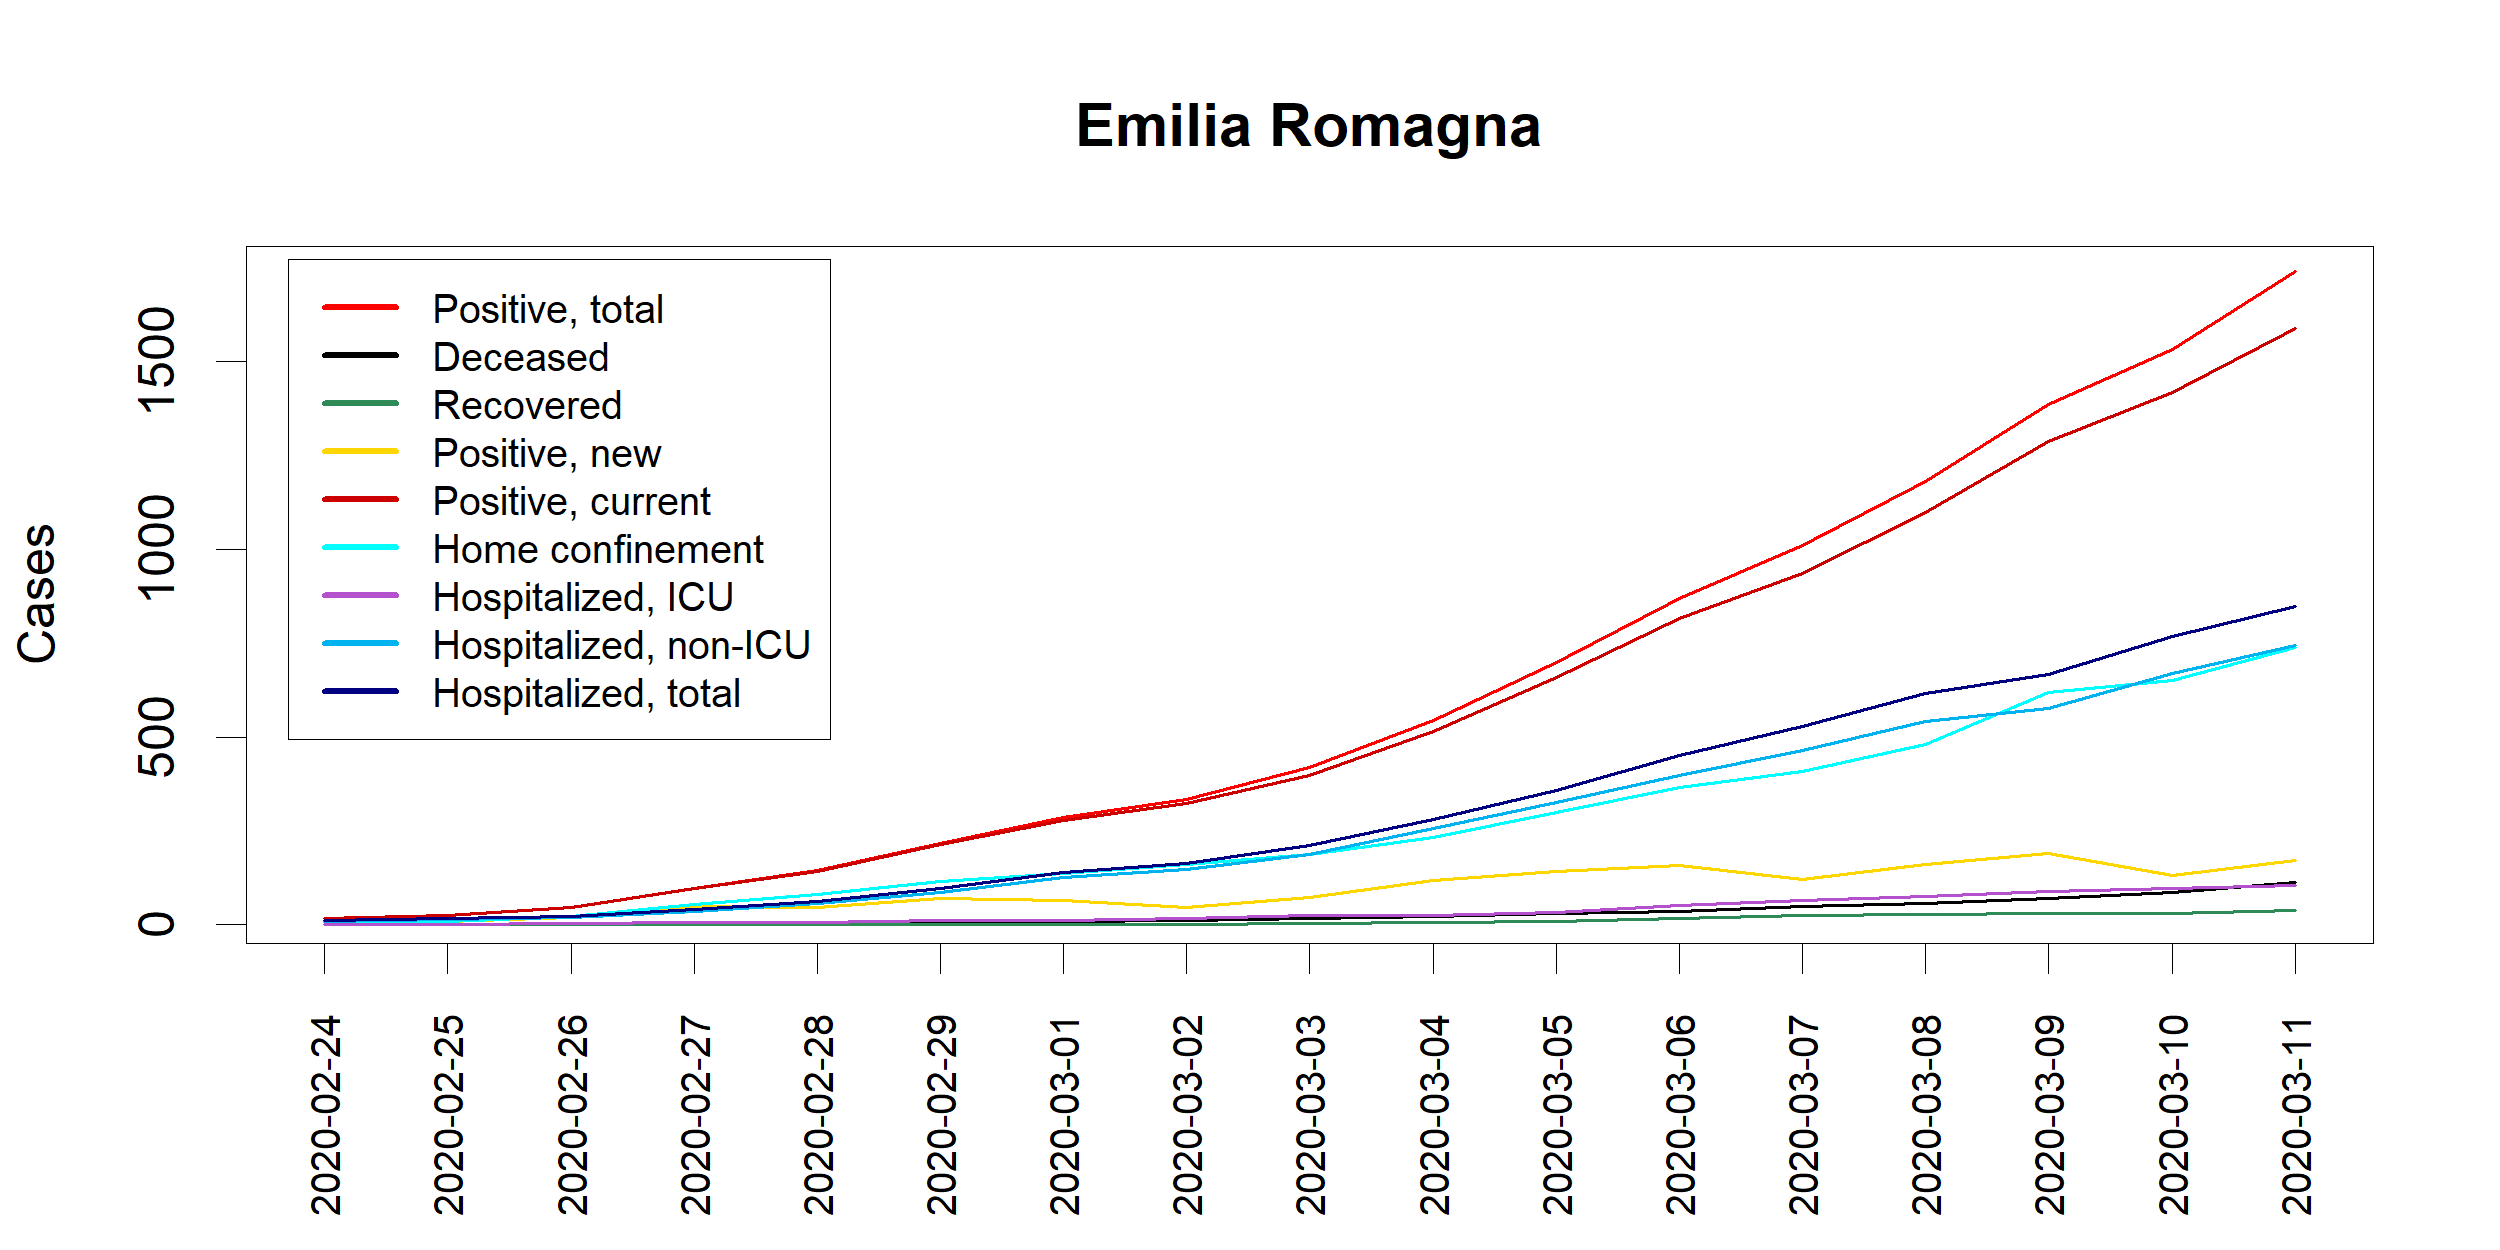 Emilia Romagna
Cases
1500
1000
500
0
Positive, total
Deceased
Recovered
Positive, new
Positive, current
Home confinement
Hospitalized, ICU
Hospitalized, non-ICU
Hospitalized, total
2020-02-24
2020-02-25
2020-02-26
2020-02-27
2020-02-28
2020-02-29
2020-03-01
2020-03-02
2020-03-03
2020-03-04
2020-03-05
2020-03-06
2020-03-07
2020-03-08
2020-03-09
2020-03-10
2020-03-11